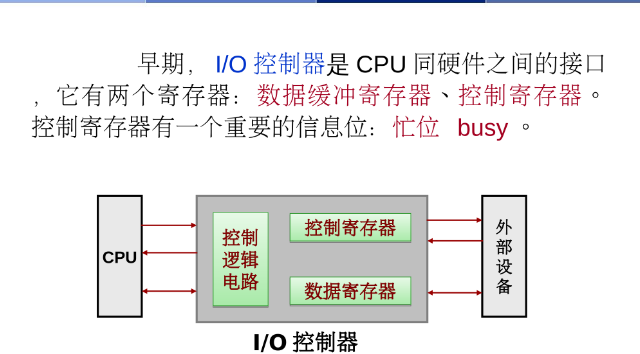 早期， I/O 控制器是 CPU 同硬件之间的接口
，它有两个寄存器：数据缓冲寄存器、控制寄存器。
控制寄存器有一个重要的信息位：忙位 busy 。
CPU
控制
逻辑
电路
控制寄存器
数据寄存器
外
部
设
备
I/O 控制器